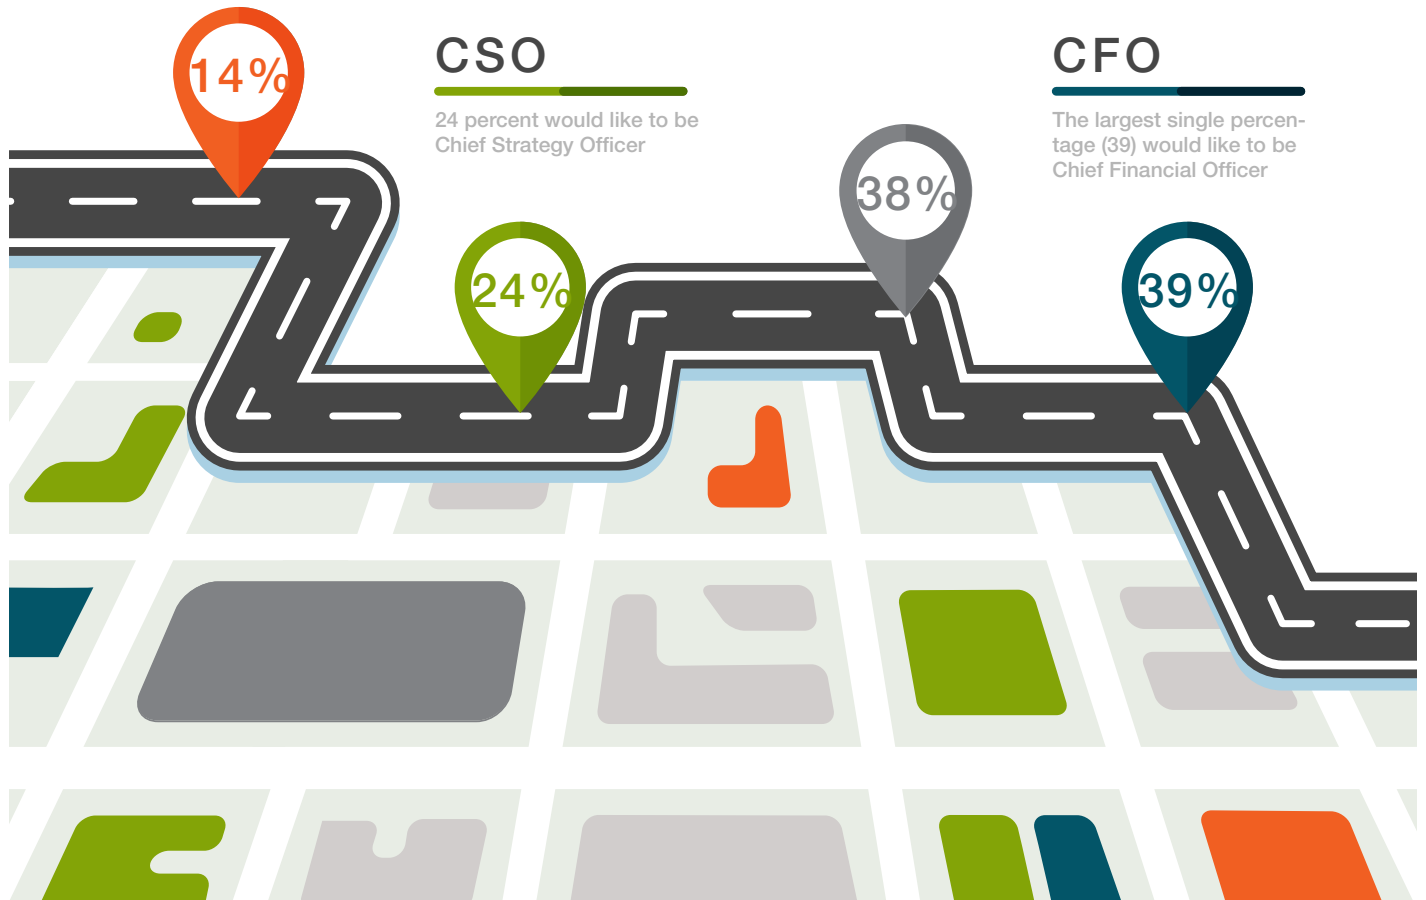 14%
CSO
24 percent would like to be
Chief Strategy Officer
CFO
The largest single percen-
tage (39) would like to be
Chief Financial Officer
38%
24%
39%